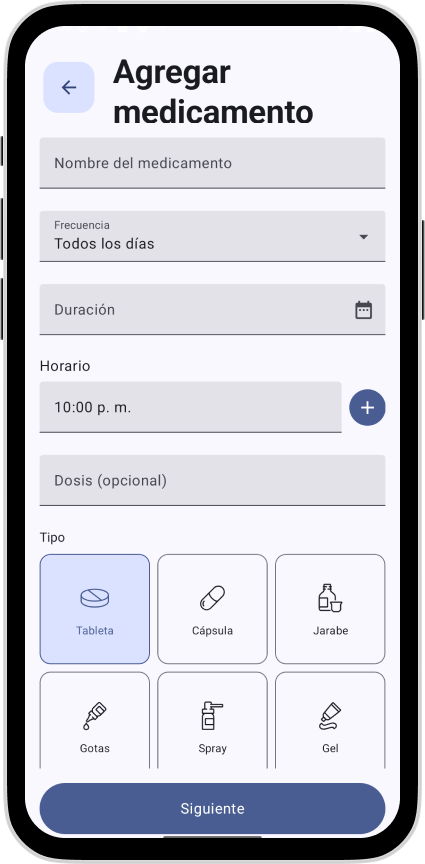 Agregar
medicamento
Nombre del medicamento
Frecuencia
Todos los días
Duración
Horario
10:00 p. m.
Dosis (opcional)
Tipo
Tableta
Cápsula
Jarabe
Gotas
Spray
Gel
Siguiente